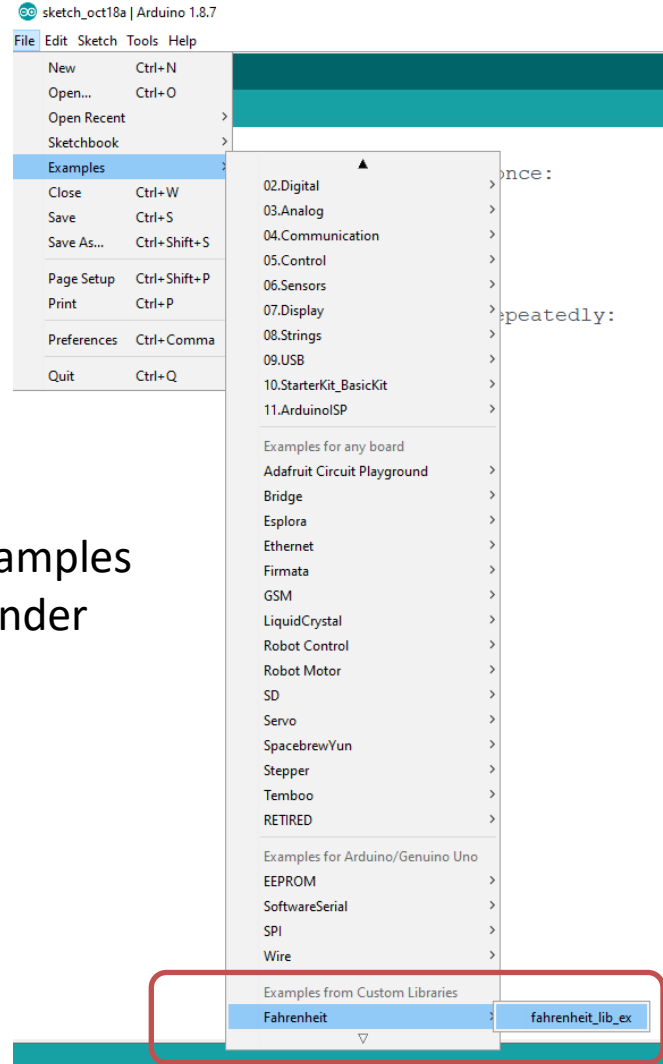 sketch_oct18a | Arduino 1.8.7
File Edit Sketch Tools Help
New Ctrl+N
Open... Ctrl+O
Open Recent >
Sketchbook >
Examples >
Close Ctrl+W
Save Ctrl+S
Save As... Ctrl+Shift+S
Page Setup Ctrl+Shift+P
Print Ctrl+P
Preferences Ctrl+Comma
Quit Ctrl+Q
once:
epeatedly:
02.Digital >
03.Analog >
04.Communication >
05.Control >
06.Sensors >
07.Display >
08.Strings >
09.USB >
10.StarterKit_BasicKit >
11.ArduinoISP >
Examples for any board
Adafruit Circuit Playground >
Bridge >
Esplora >
Ethernet >
Firmata >
GSM >
LiquidCrystal >
Robot Control >
Robot Motor >
SD >
Servo >
SpacebrewYun >
Stepper >
Temboo >
RETIRED >
Examples for Arduino/Genuino Uno
EEPROM >
SoftwareSerial >
SPI >
Wire >
Examples from Custom Libraries
Fahrenheit >
fahrenheit_lib_ex
amples
nder